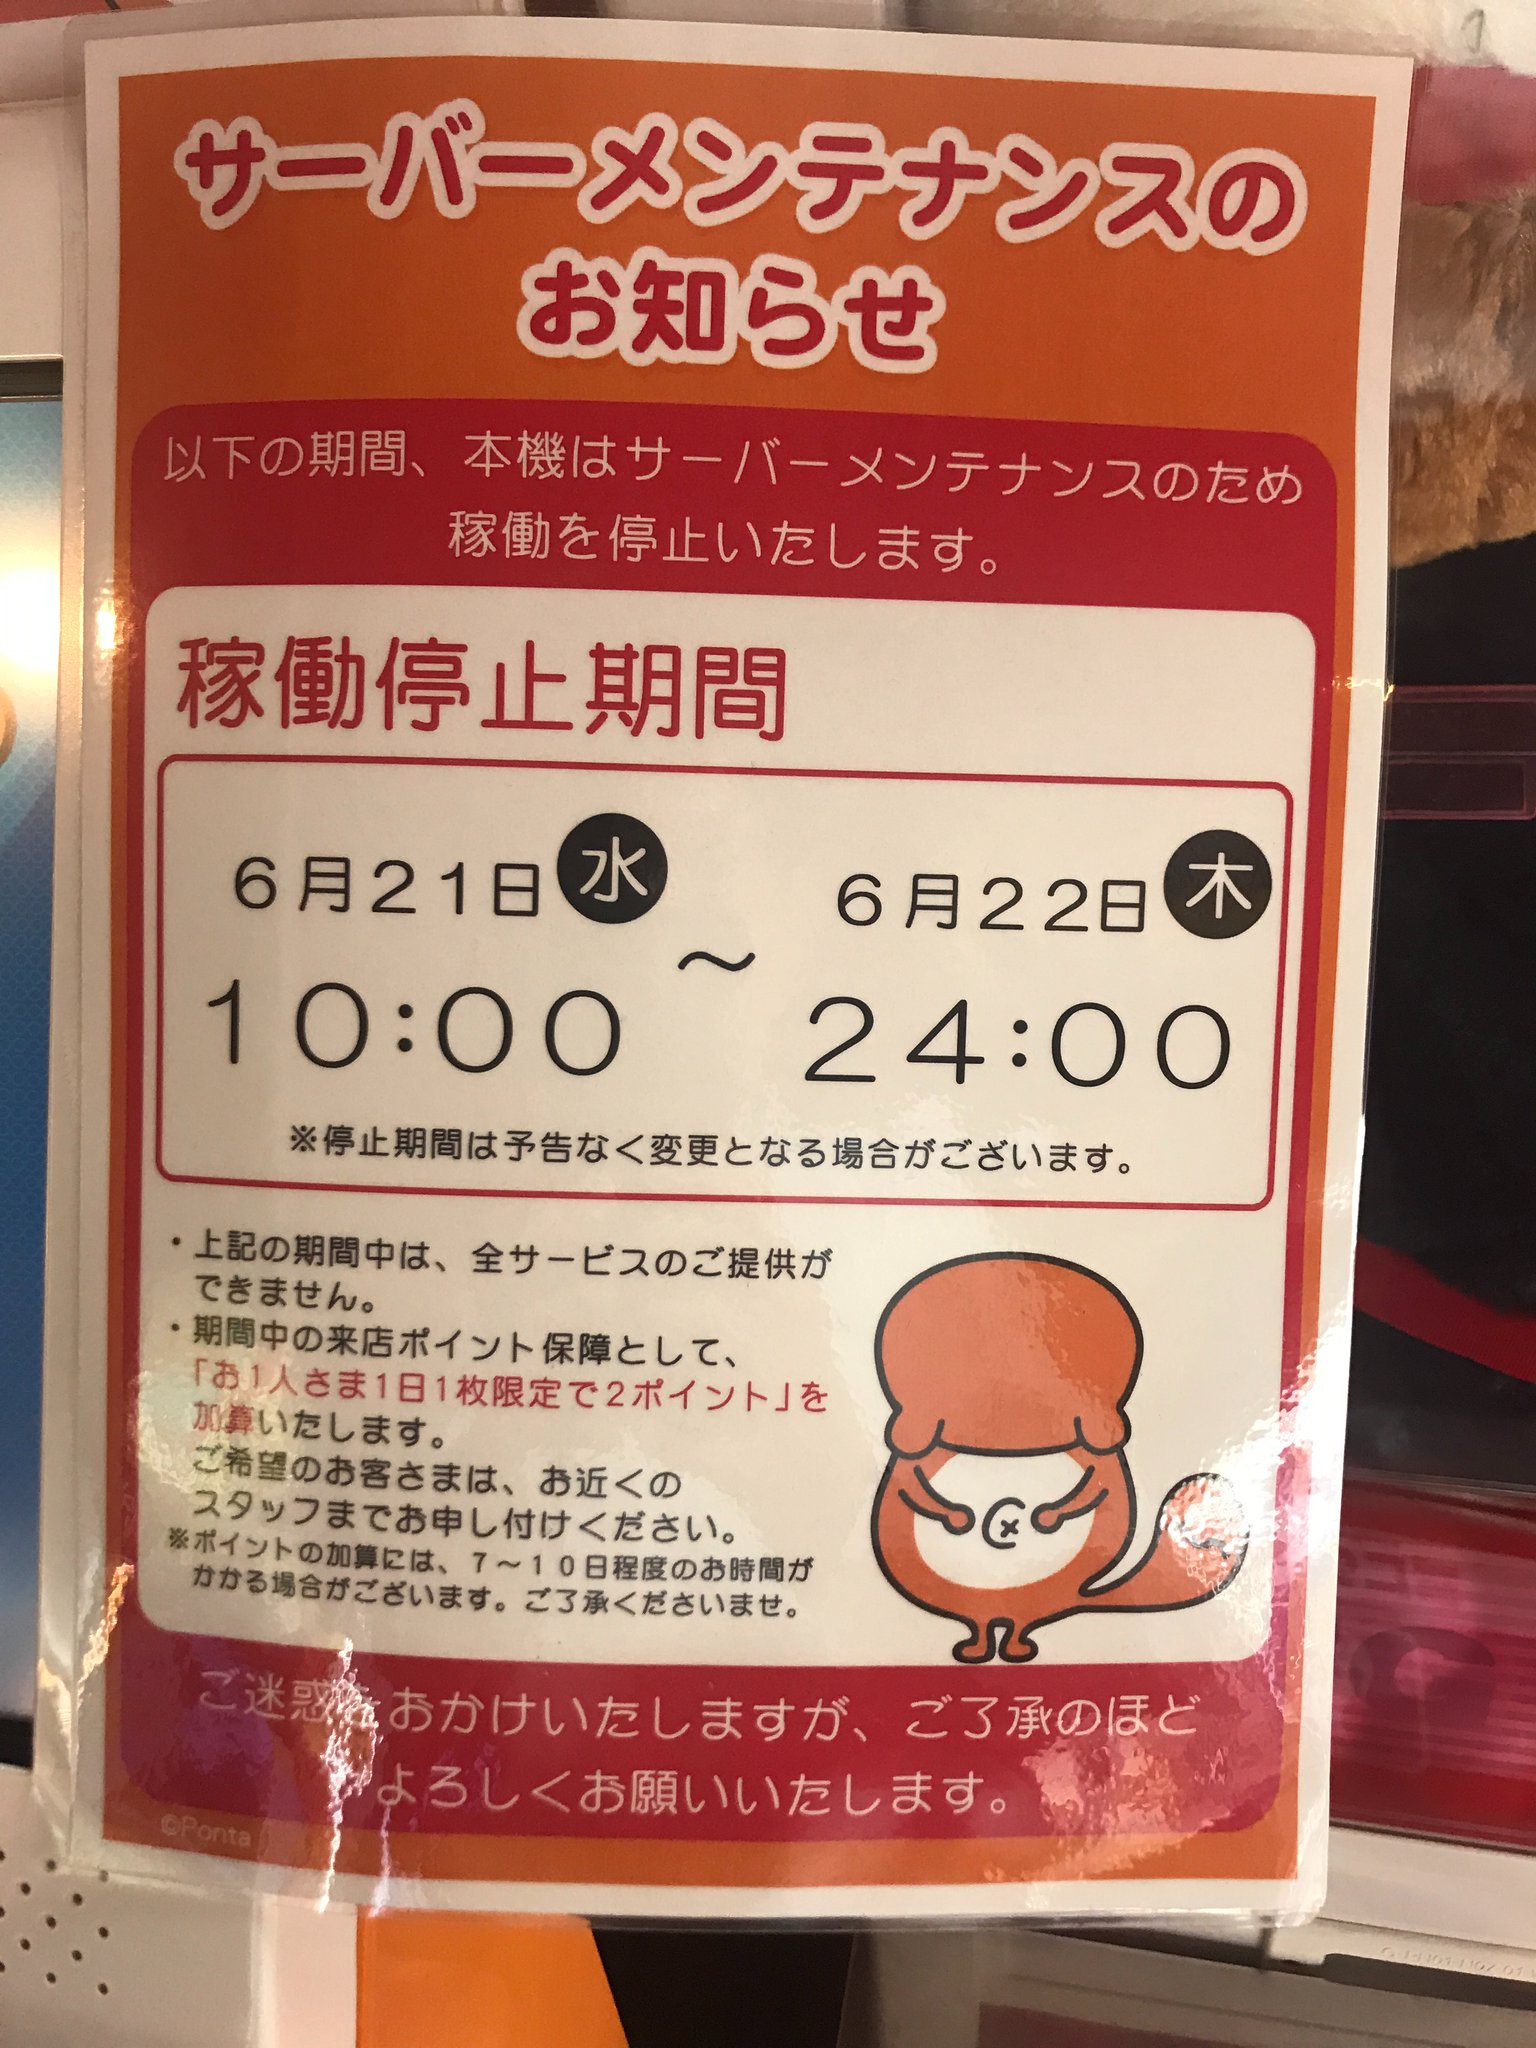 サーバーメンテナンスの
お知らせ
以下の期間、本機はサーバーメンテナンスのため
稼働を停止いたします。
稼働停止期間
6月21日 水
～
6月22日 木
10:00
24:00
※停止期間は予告なく変更となる場合がございます。
・上記の期間中は、全サービスのご提供が
できません。
・期間中の来店ポイント保障として、
「お1人さま1日1枚限定で2ポイント」を
加算いたします。
ご希望のお客さまは、お近くの
スタッフまでお申し付けください。
※ポイントの加算には、7～10日程度のお時間が
かかる場合がございます。ご了承くださいませ。
ご迷惑をおかけいたしますが、ご了承のほど
よろしくお願いいたします。
©Ponta